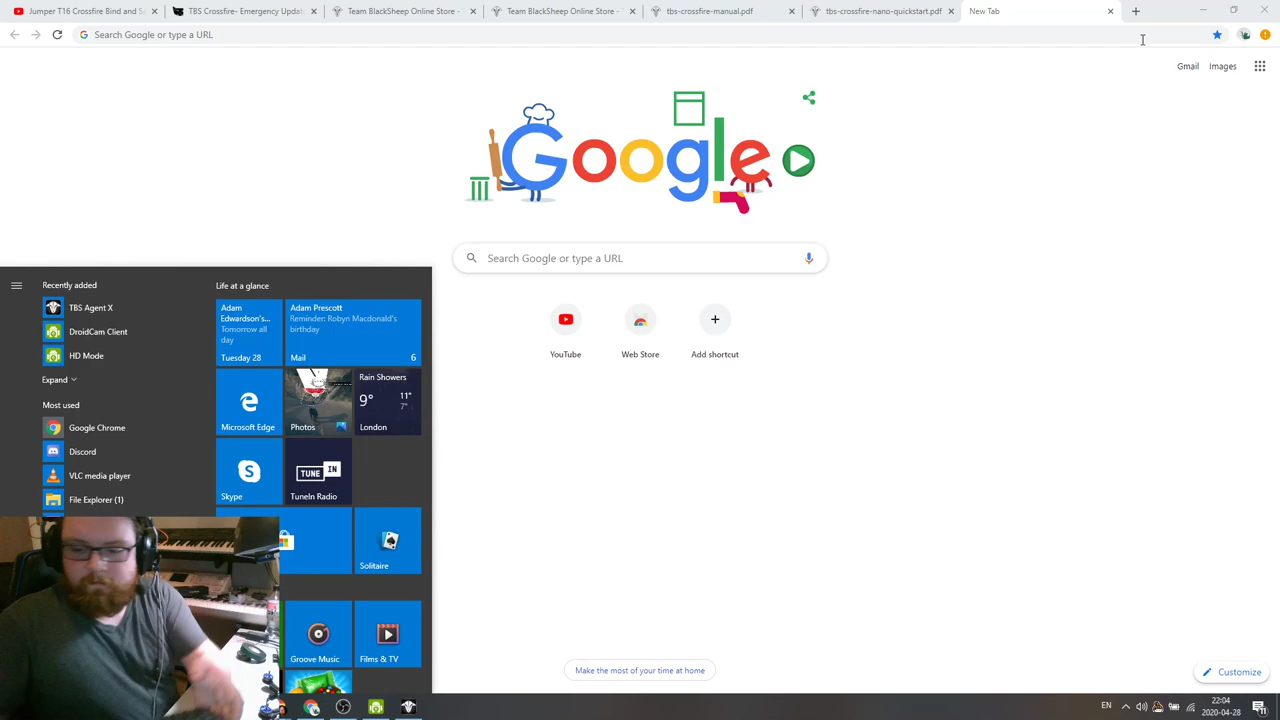 Jumper T16 Crossfire Bind and Se
TBS Crossfire- Emergency Update
Team BlackSheep Online Store -
Team BlackSheep Online Store - T
tbs-crossfire-manual.pdf
tbs-crossfire-nano-quickstart.pdf
New Tab
Search Google or type a URL
Gmail
Images
Google
Search Google or type a URL
YouTube
Web Store
Add shortcut
Recently added
TBS Agent X
DroidCam Client
HD Mode
Expand
Most used
Google Chrome
Discord
VLC media player
File Explorer (1)
Life at a glance
Adam
Edwardson's...
Tomorrow all
day
Tuesday 28
Adam Prescott
Reminder: Robyn Macdonald's
birthday
Mail
6
Microsoft Edge
Photos
Rain Showers
9°
11°
7°
London
Skype
TUNE IN
TuneIn Radio
Solitaire
Groove Music
Films & TV
Make the most of your time at home
Customize
EN
22:04
2020-04-28
11